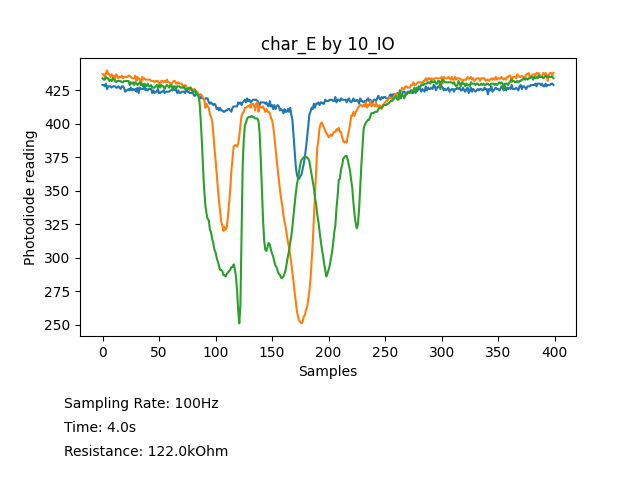 char_E by 10_IO
Photodiode reading
425
400
375
350
325
300
275
250
0 50 100 150 200 250 300 350 400
Samples
Sampling Rate: 100Hz
Time: 4.0s
Resistance: 122.0kOhm